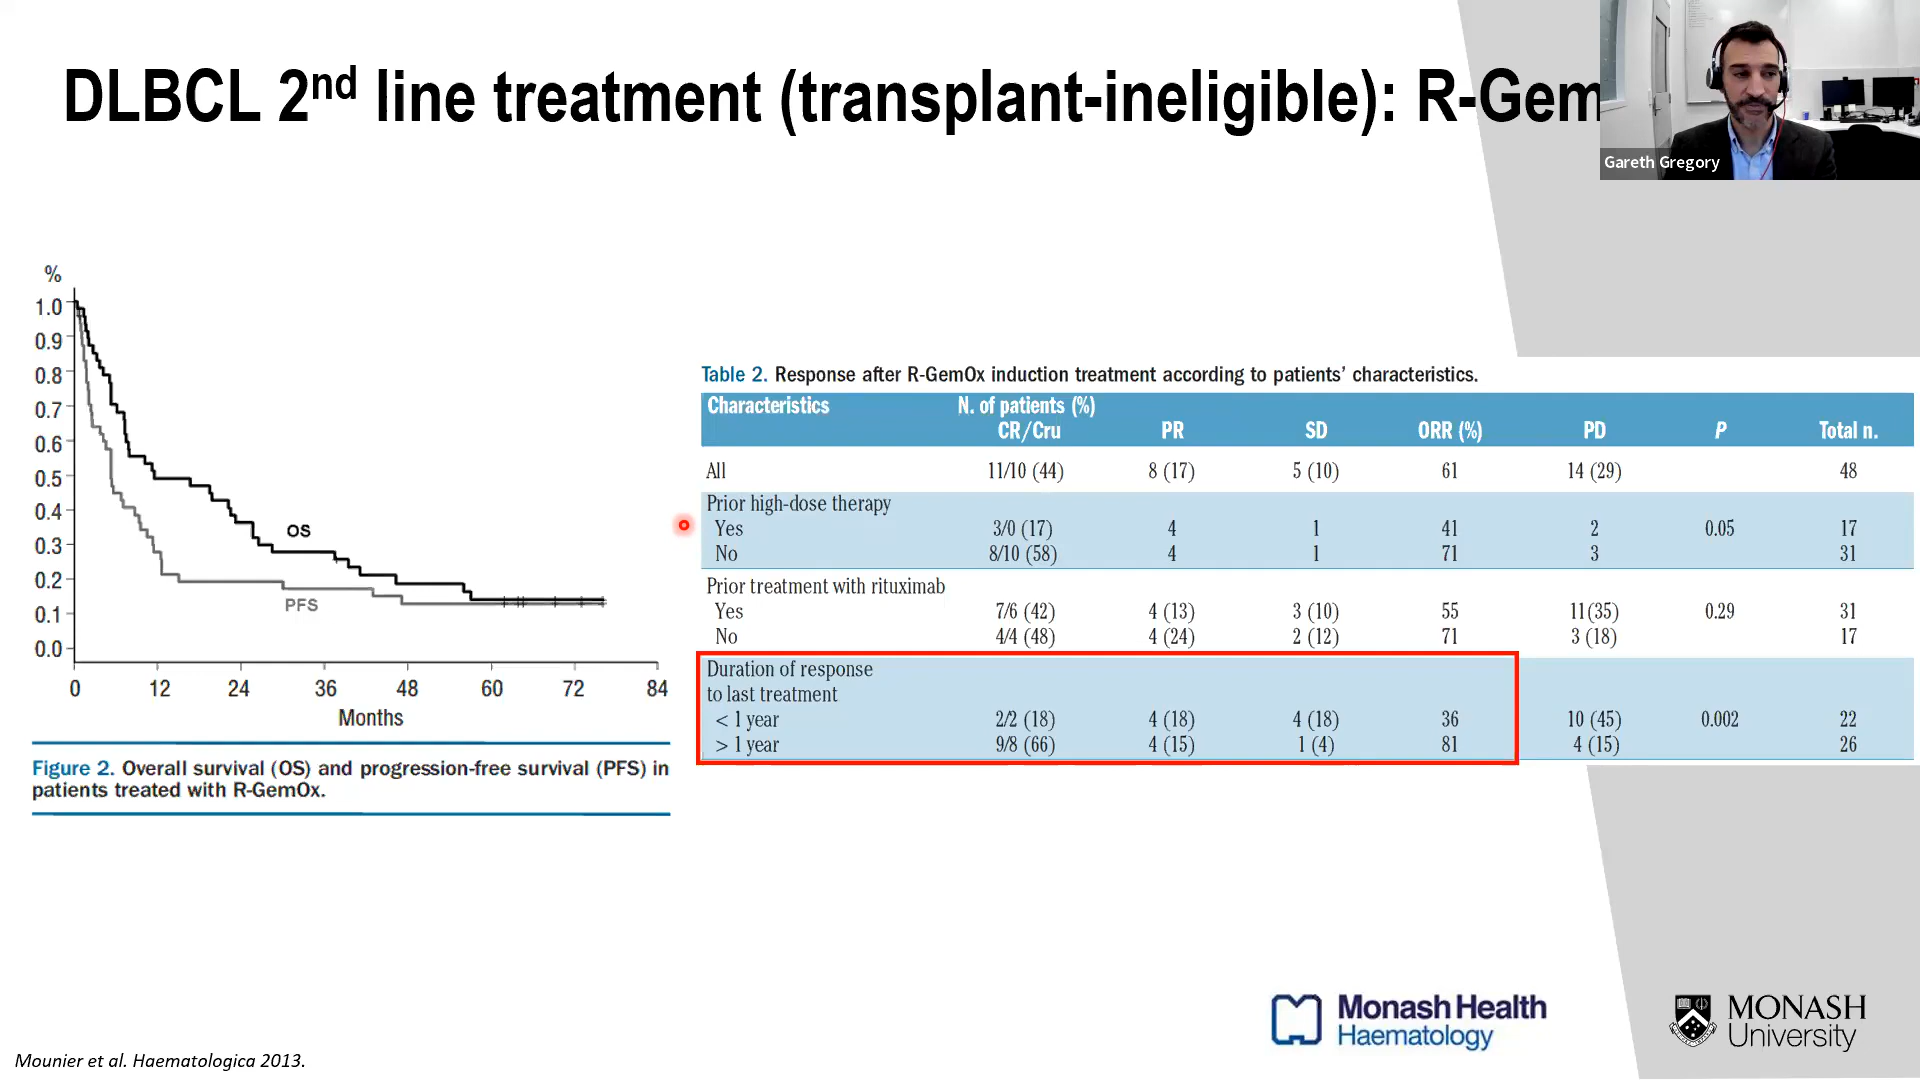 DLBCL 2nd line treatment (transplant-ineligible): R-Gem
Gareth Gregory
%
1.0
0.9
0.8
0.7
0.6
0.5
0.4
0.3
0.2
0.1
0.0
OS
PFS
0 12 24 36 48 60 72 84
Months
Figure 2. Overall survival (OS) and progression-free survival (PFS) in
patients treated with R-GemOx.
Table 2. Response after R-GemOx induction treatment according to patients’ characteristics.
Characteristics N. of patients (%)
CR/Cru PR SD ORR (%) PD P Total n.
All 11/10 (44) 8 (17) 5 (10) 61 14 (29) 48
Prior high-dose therapy
Yes 3/0 (17) 4 1 41 2 0.05 17
No 8/10 (58) 4 1 71 3 31
Prior treatment with rituximab
Yes 7/6 (42) 4 (13) 3 (10) 55 11(35) 0.29 31
No 4/4 (48) 4 (24) 2 (12) 71 3 (18) 17
Duration of response
to last treatment
< 1 year 2/2 (18) 4 (18) 4 (18) 36 10 (45) 0.002 22
> 1 year 9/8 (66) 4 (15) 1 (4) 81 4 (15) 26
Monash Health
Haematology
MONASH
University
Mounier et al. Haematologica 2013.